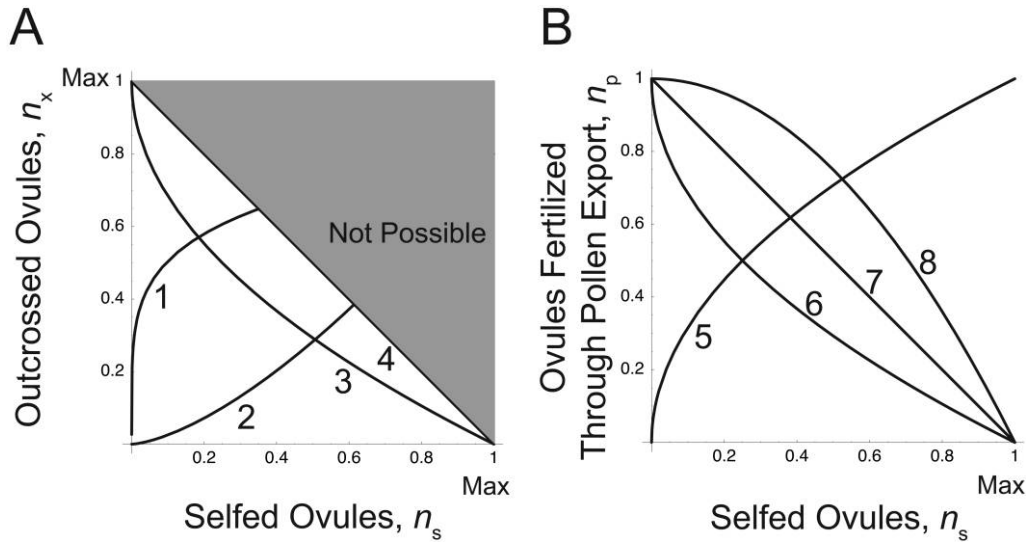 A
Max 1
0.8
0.6
0.4
0.2
Outcrossed Ovules, nx
Not Possible
1
2
3
4
0.2 0.4 0.6 0.8 1
Max
Selfed Ovules, ns
B
1
0.8
0.6
0.4
0.2
Ovules Fertilized
Through Pollen Export, np
5
6
7
8
0.2 0.4 0.6 0.8 1
Max
Selfed Ovules, ns